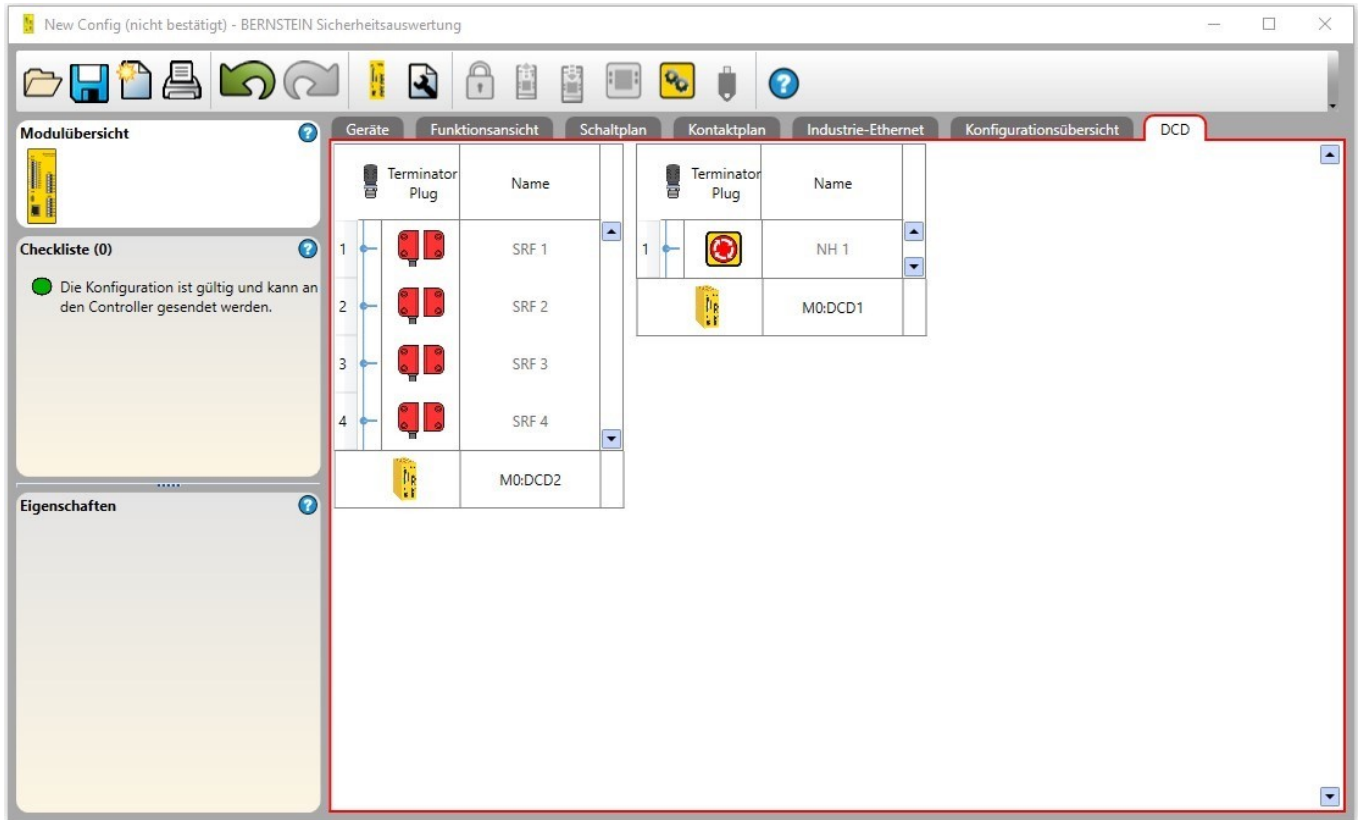 New Config (nicht bestätigt) - BERNSTEIN Sicherheitsauswertung
Modulübersicht
Geräte Funktionsansicht Schaltplan Kontaktplan Industrie-Ethernet Konfigurationsübersicht DCD
Checkliste (0)
Die Konfiguration ist gültig und kann an
den Controller gesendet werden.
Eigenschaften
Terminator
Plug
Name
1 SRF 1
2 SRF 2
3 SRF 3
4 SRF 4
M0:DCD2
Terminator
Plug
Name
1 NH 1
M0:DCD1